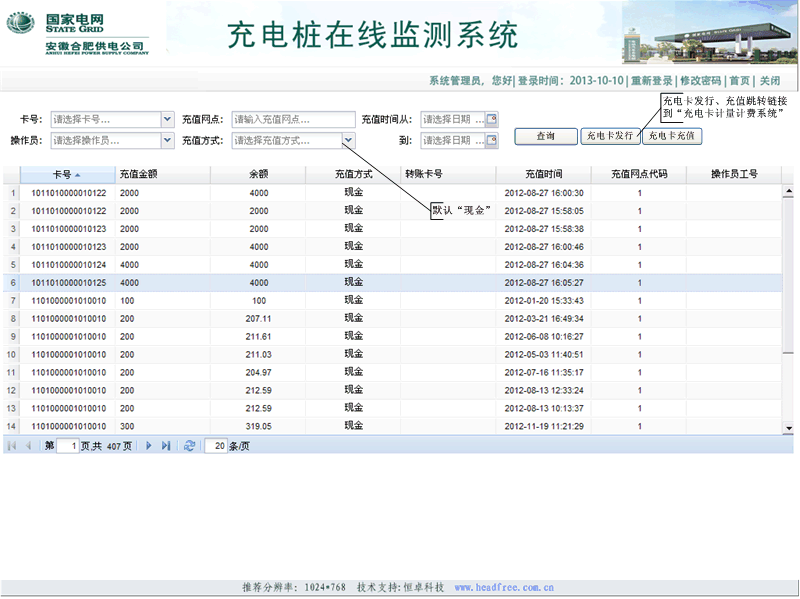 国家电网
STATE GRID
安徽合肥供电公司
ANHUI HEFEI POWER SUPPLY COMPANY
充电桩在线监测系统
STATE GRID
系统管理员，您好| 登录时间：2013-10-10 | 重新登录 | 修改密码 | 首页 | 关闭
充电卡发行、充值跳转链接到“充电卡计量计费系统”
卡号: 请选择卡号... 充值网点: 请输入充值网点... 充值时间从: 请选择日期 ...
操作员: 请选择操作员... 充值方式: 请选择充值方式... 到: 请选择日期 ... 查询 充电卡发行 充电卡充值
卡号 充值金额 余额 充值方式 转账卡号 充值时间 充值网点代码 操作员工号
1 1011010000010122 2000 4000 现金 2012-08-27 16:00:30 1
2 1011010000010122 2000 2000 现金 2012-08-27 15:58:05 1
默认“现金”
3 1011010000010123 2000 2000 现金 2012-08-27 15:58:38 1
4 1011010000010123 2000 4000 现金 2012-08-27 16:00:46 1
5 1011010000010124 4000 4000 现金 2012-08-27 16:04:36 1
6 1011010000010125 4000 4000 现金 2012-08-27 16:05:27 1
7 1101000001010010 100 100 现金 2012-01-20 15:33:43 1
8 1101000001010010 200 207.11 现金 2012-03-21 16:49:34 1
9 1101000001010010 200 211.61 现金 2012-06-08 10:16:27 1
10 1101000001010010 200 211.03 现金 2012-05-03 11:40:51 1
11 1101000001010010 200 204.97 现金 2012-07-16 11:35:17 1
12 1101000001010010 200 212.59 现金 2012-08-13 12:33:24 1
13 1101000001010010 200 212.59 现金 2012-08-13 10:13:37 1
14 1101000001010010 300 319.05 现金 2012-11-19 11:21:29 1
第 1 页,共 407 页 20 条/页
推荐分辨率：1024*768 技术支持:恒卓科技 www.headfree.com.cn